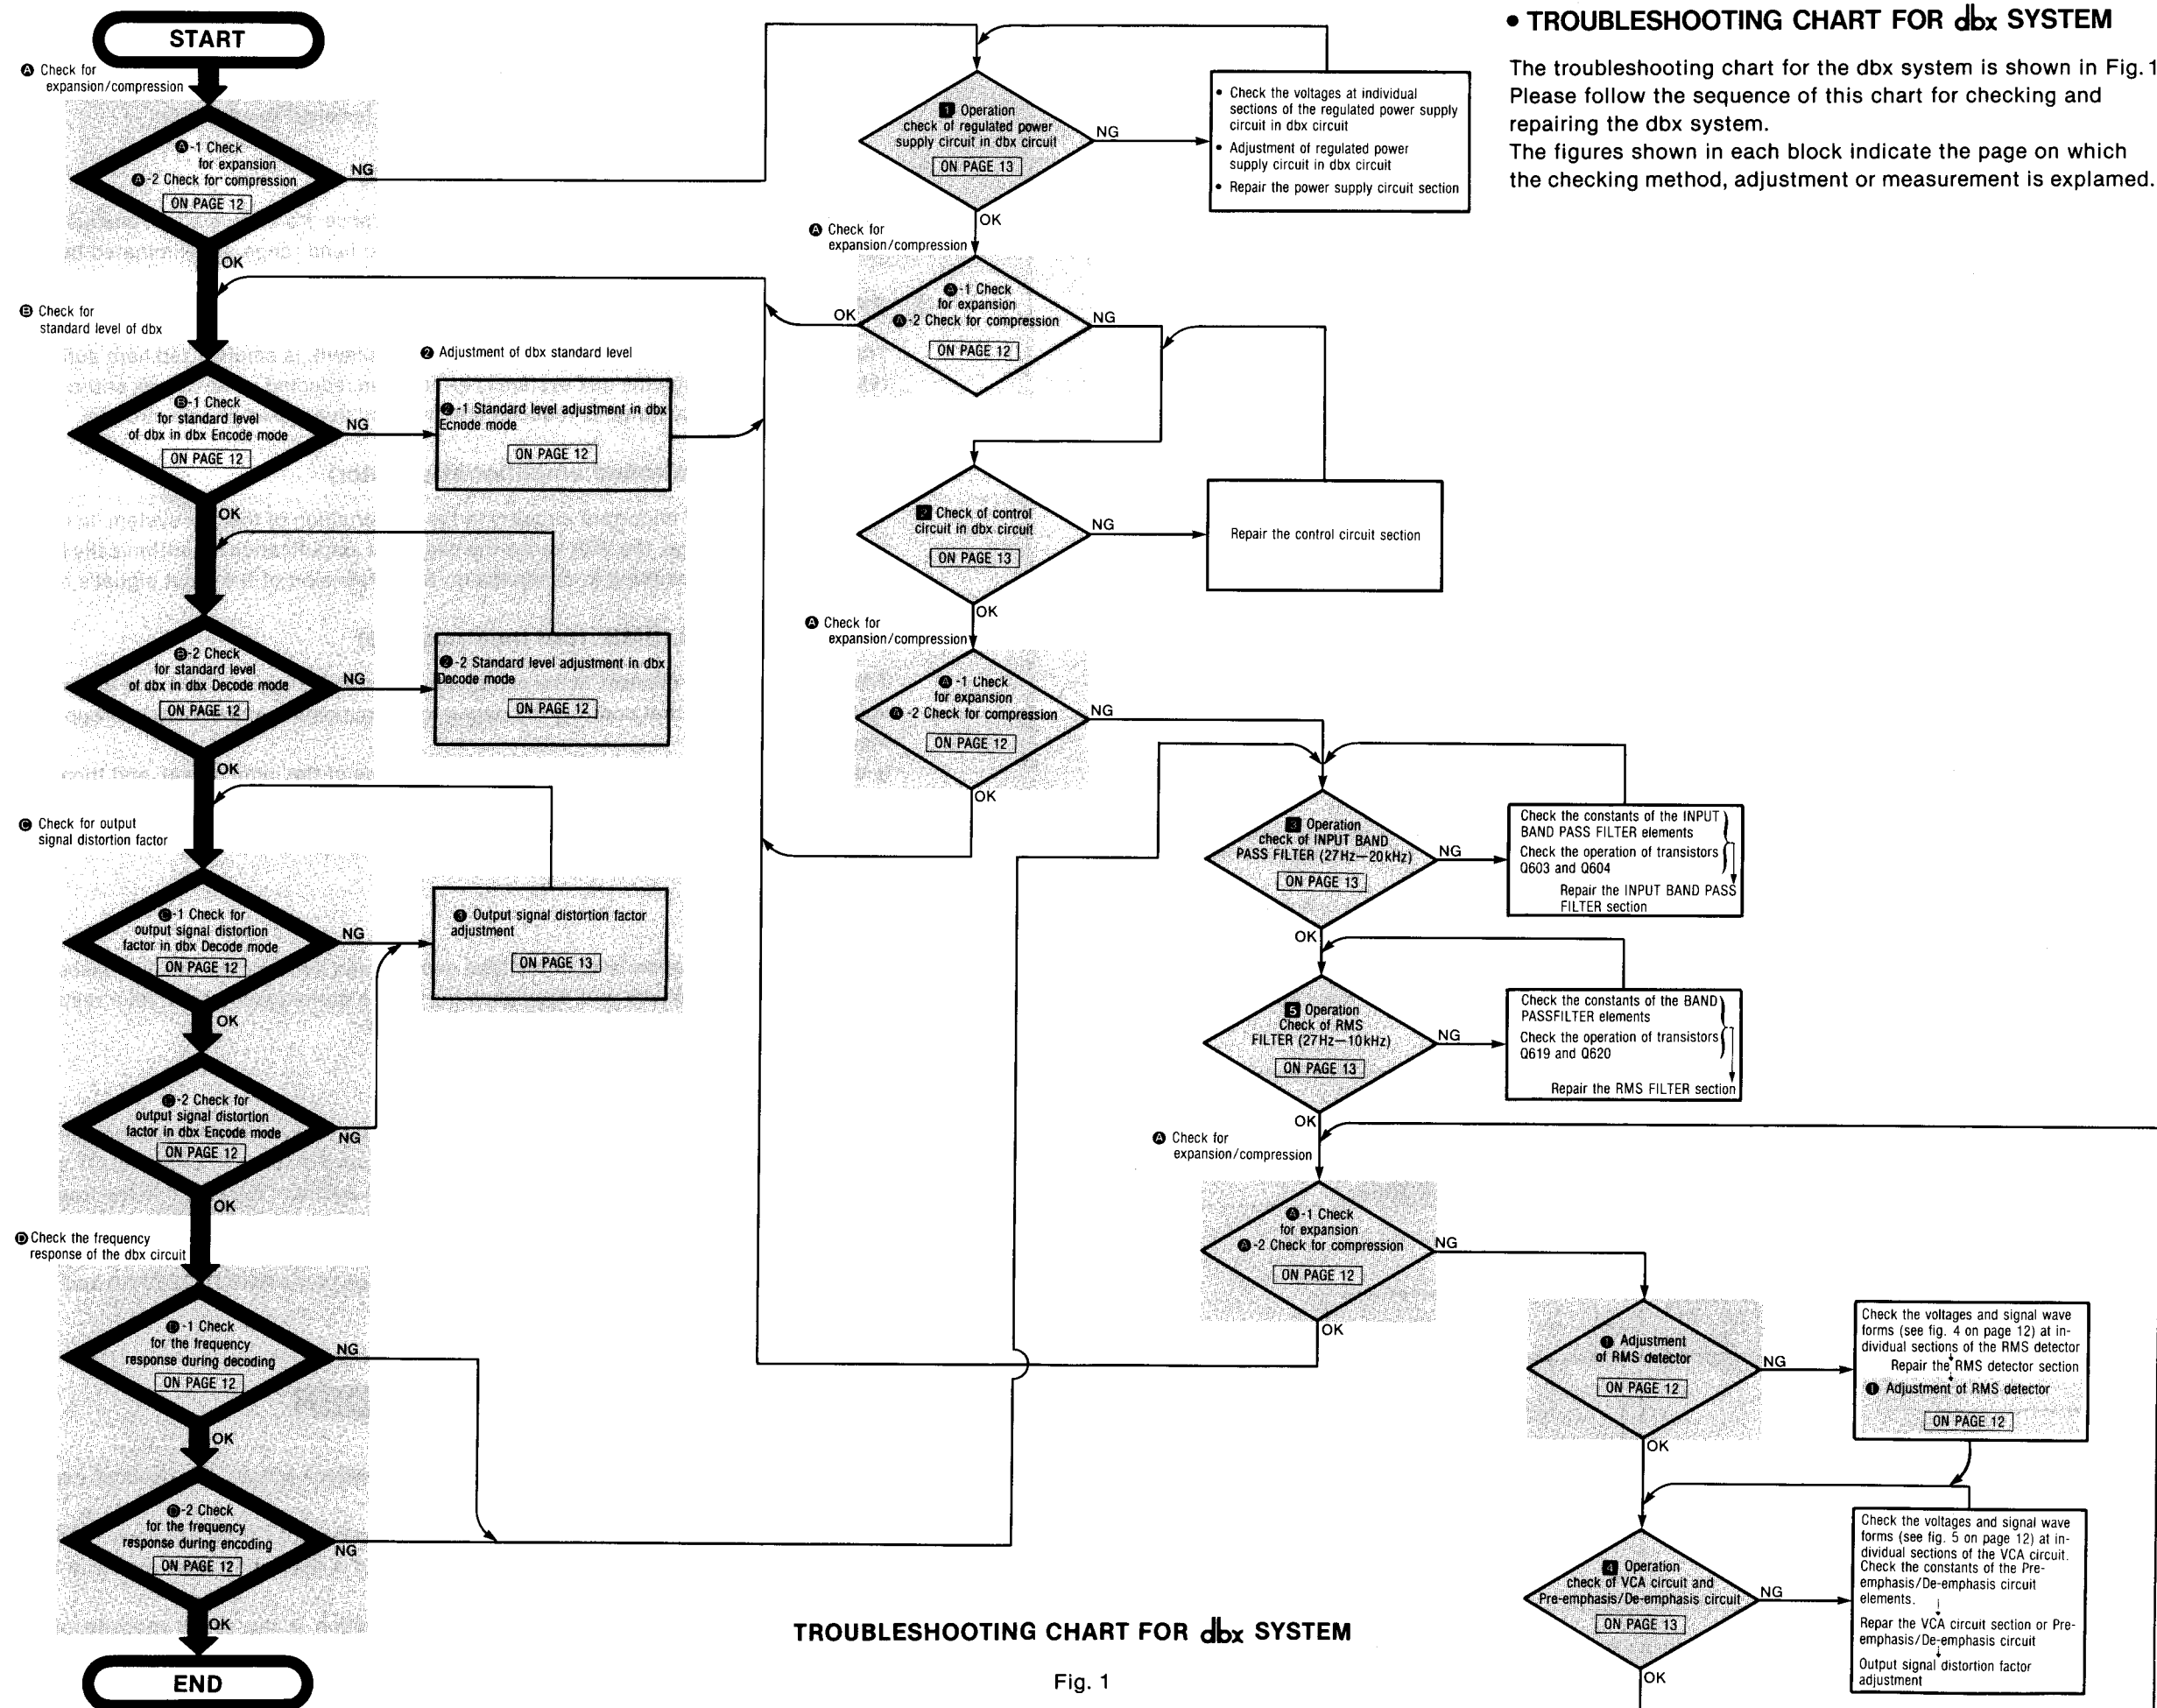 • TROUBLESHOOTING CHART FOR dbx SYSTEM
The troubleshooting chart for the dbx system is shown in Fig. 1
Please follow the sequence of this chart for checking and
repairing the dbx system.
The figures shown in each block indicate the page on which
the checking method, adjustment or measurement is explamed.
START
A Check for
expansion/compression
A-1 Check
for expansion
A-2 Check for compression
ON PAGE 12
NG
OK
B Check for
standard level of dbx
B-1 Check
for standard level
of dbx in dbx Encode mode
ON PAGE 12
NG
OK
2 Adjustment of dbx standard level
2-1 Standard level adjustment in dbx
Ecnode mode
ON PAGE 12
B-2 Check
for standard level
of dbx in dbx Decode mode
ON PAGE 12
NG
OK
2-2 Standard level adjustment in dbx
Decode mode
ON PAGE 12
C Check for output
signal distortion factor
C-1 Check for
output signal distortion
factor in dbx Decode mode
ON PAGE 12
NG
OK
3 Output signal distortion factor
adjustment
ON PAGE 13
C-2 Check for
output signal distortion
factor in dbx Encode mode
ON PAGE 12
NG
OK
D Check the frequency
response of the dbx circuit
D-1 Check
for the frequency
response during decoding
ON PAGE 12
NG
OK
D-2 Check
for the frequency
response during encoding
ON PAGE 12
NG
OK
END
1 Operation
check of regulated power
supply circuit in dbx circuit
ON PAGE 13
NG
OK
• Check the voltages at individual
sections of the regulated power supply
circuit in dbx circuit
• Adjustment of regulated power
supply circuit in dbx circuit
• Repair the power supply circuit section
A Check for
expansion/compression
A-1 Check
for expansion
A-2 Check for compression
ON PAGE 12
OK
NG
2 Check of control
circuit in dbx circuit
ON PAGE 13
NG
OK
Repair the control circuit section
A Check for
expansion/compression
A-1 Check
for expansion
A-2 Check for compression
ON PAGE 12
NG
OK
3 Operation
check of INPUT BAND
PASS FILTER (27Hz—20kHz)
ON PAGE 13
NG
OK
Check the constants of the INPUT
BAND PASS FILTER elements
Check the operation of transistors
Q603 and Q604
Repair the INPUT BAND PASS
FILTER section
5 Operation
Check of RMS
FILTER (27Hz—10kHz)
ON PAGE 13
NG
OK
Check the constants of the BAND
PASSFILTER elements
Check the operation of transistors
Q619 and Q620
Repair the RMS FILTER section
A Check for
expansion/compression
A-1 Check
for expansion
A-2 Check for compression
ON PAGE 12
NG
OK
1 Adjustment
of RMS detector
ON PAGE 12
NG
OK
Check the voltages and signal wave
forms (see fig. 4 on page 12) at in-
dividual sections of the RMS detector
Repair the RMS detector section
1 Adjustment of RMS detector
ON PAGE 12
4 Operation
check of VCA circuit and
Pre-emphasis/De-emphasis circuit
ON PAGE 13
NG
OK
Check the voltages and signal wave
forms (see fig. 5 on page 12) at in-
dividual sections of the VCA circuit.
Check the constants of the Pre-
emphasis/De-emphasis circuit
elements.
Repar the VCA circuit section or Pre-
emphasis/De-emphasis circuit
Output signal distortion factor
adjustment
TROUBLESHOOTING CHART FOR dbx SYSTEM
Fig. 1